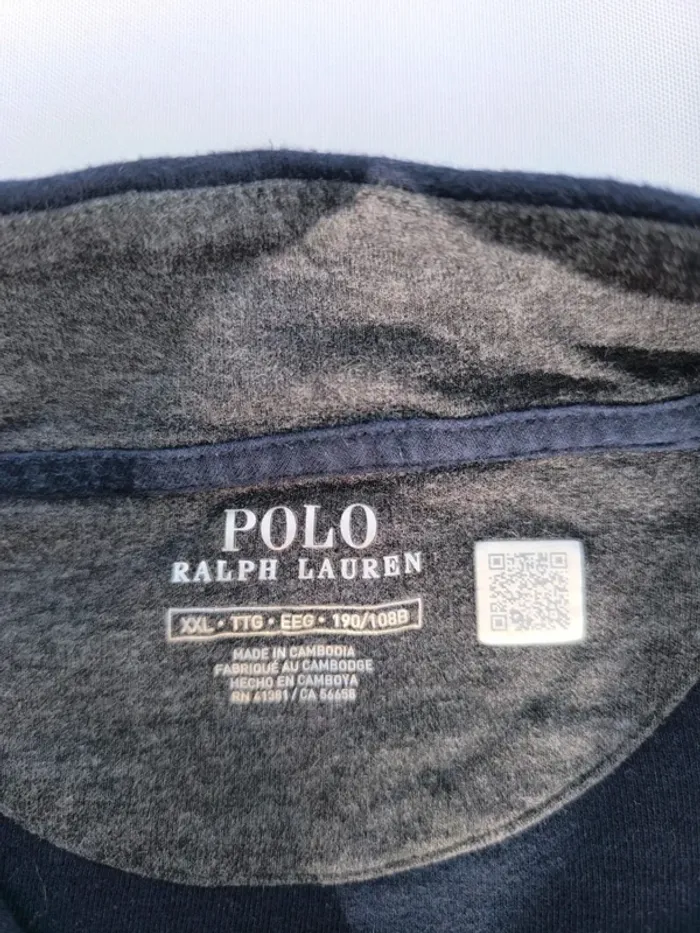 POLO
RALPH LAUREN
XXL • TTG • EEG • 190/108B
MADE IN CAMBODIA
FABRIQUÉ AU CAMBODGE
HECHO EN CAMBOYA
RN 41381 / CA 56658